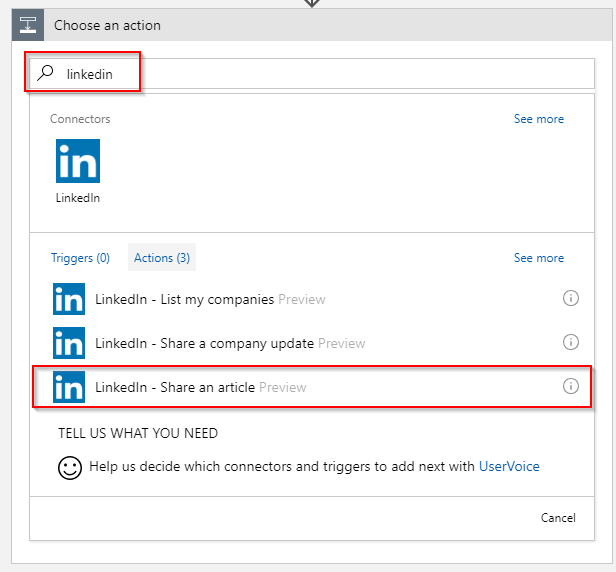 Choose an action
linkedin
Connectors See more
in
LinkedIn
Triggers (0) Actions (3) See more
in LinkedIn - List my companies Preview
in LinkedIn - Share a company update Preview
in LinkedIn - Share an article Preview
TELL US WHAT YOU NEED
Help us decide which connectors and triggers to add next with UserVoice
Cancel